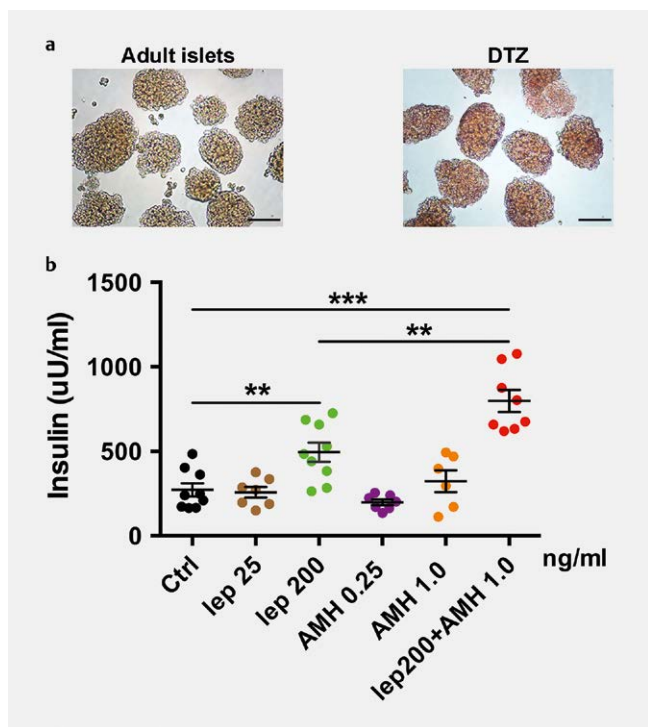 a
Adult islets
DTZ
b
1500
1000
500
0
Insulin (uU/ml)
***
**
**
ng/ml
Ctrl
lep 25
lep 200
AMH 0.25
AMH 1.0
lep200+AMH 1.0